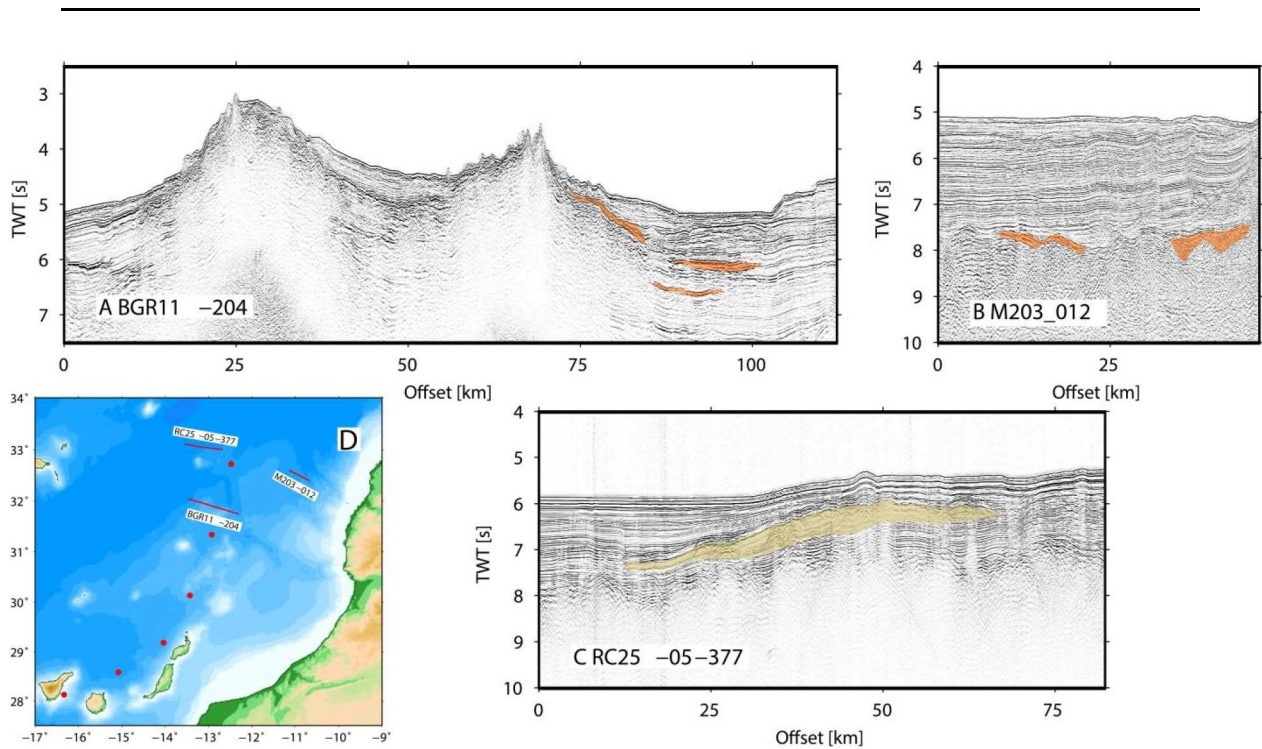 3
4
5
6
7
TWT [s]
A BGR11 −204
0
25
50
75
100
Offset [km]
4
5
6
7
8
9
10
TWT [s]
B M203_012
0
25
Offset [km]
34˚
33˚
32˚
31˚
30˚
29˚
28˚
D
RC25 −05−377
M203−012
BGR11 −204
−17˚ −16˚ −15˚ −14˚ −13˚ −12˚ −11˚ −10˚ −9˚
4
5
6
7
8
9
10
TWT [s]
C RC25 −05−377
0
25
50
75
Offset [km]